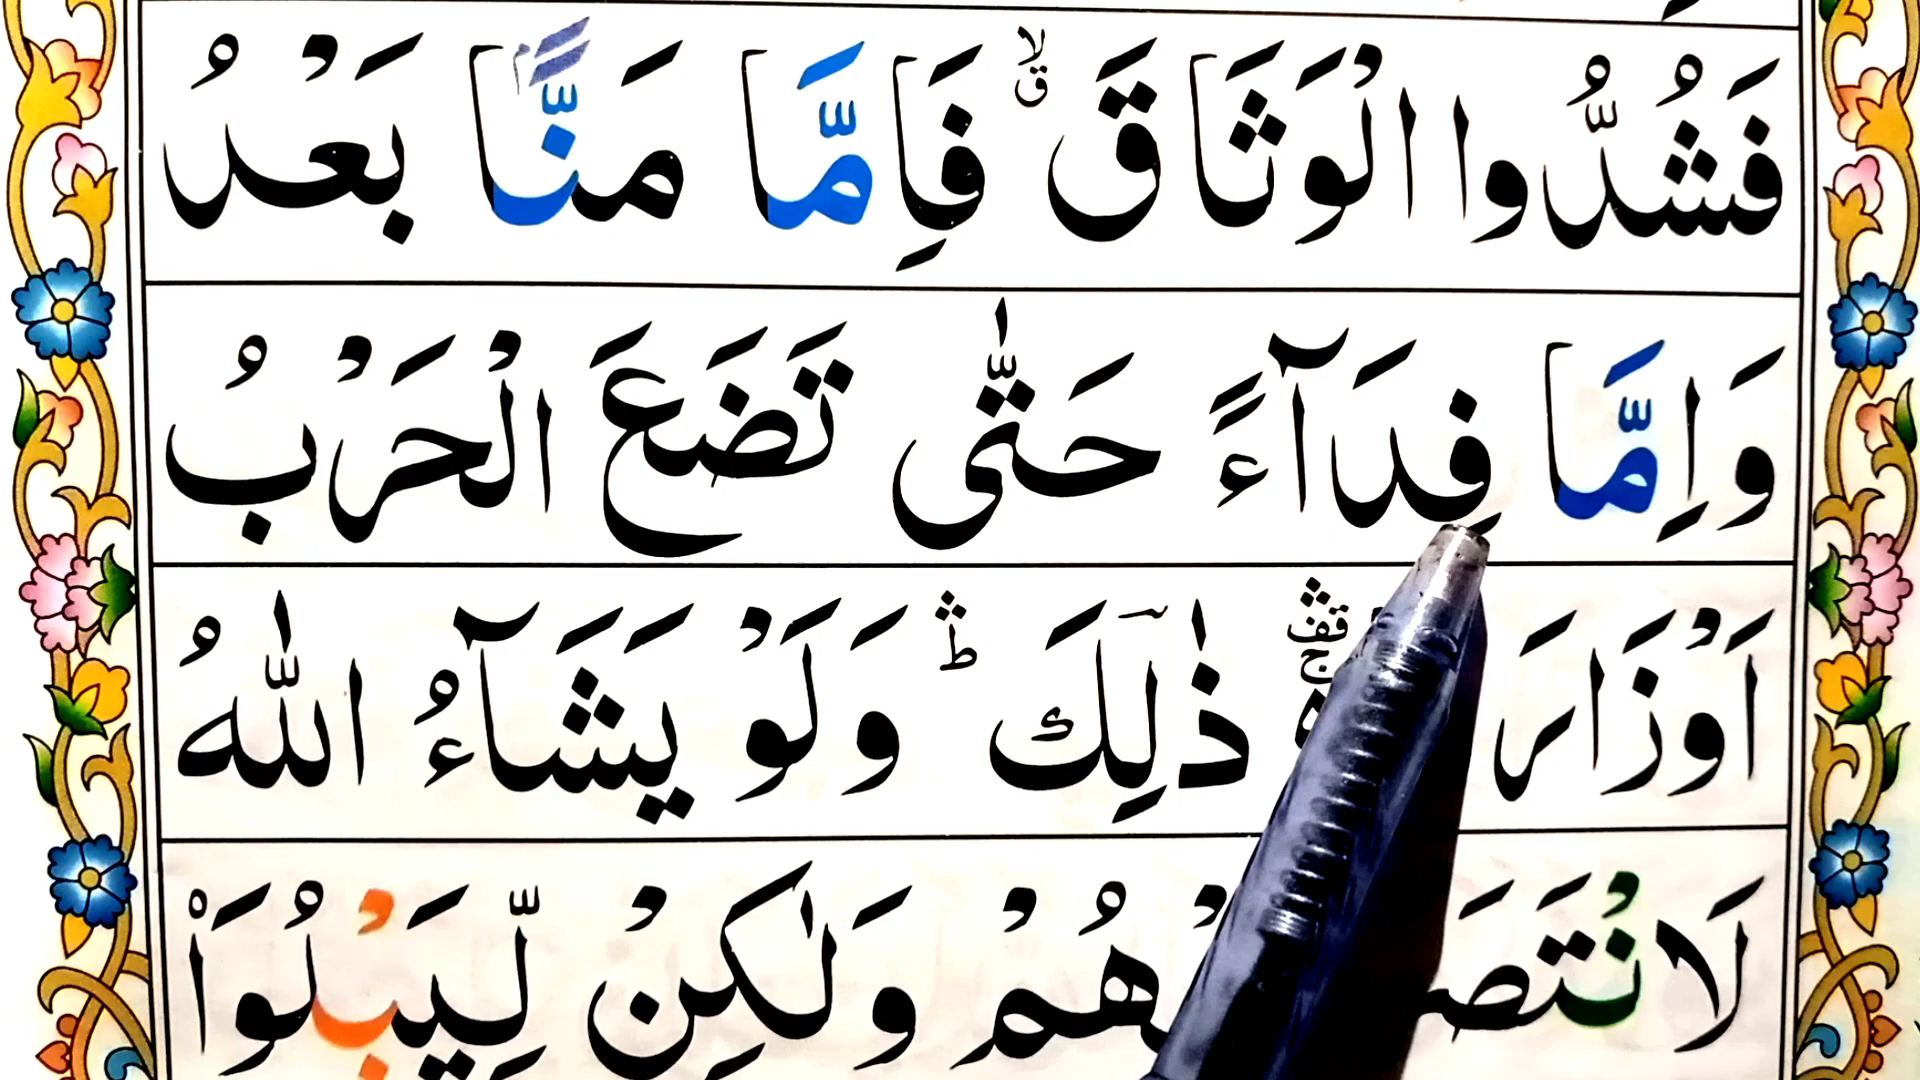 فَشُدُّوا الْوَثَاقَ ۙق فَاِمَّا مَنًّۢا بَعْدُ
وَاِمَّا فِدَآءً حَتّٰى تَضَعَ الْحَرْبُ
ذٰلِكَ ؕ وَلَوْ يَشَآءُ اللّٰهُ
وَلٰكِنْ لِّيَبْلُوَا۟